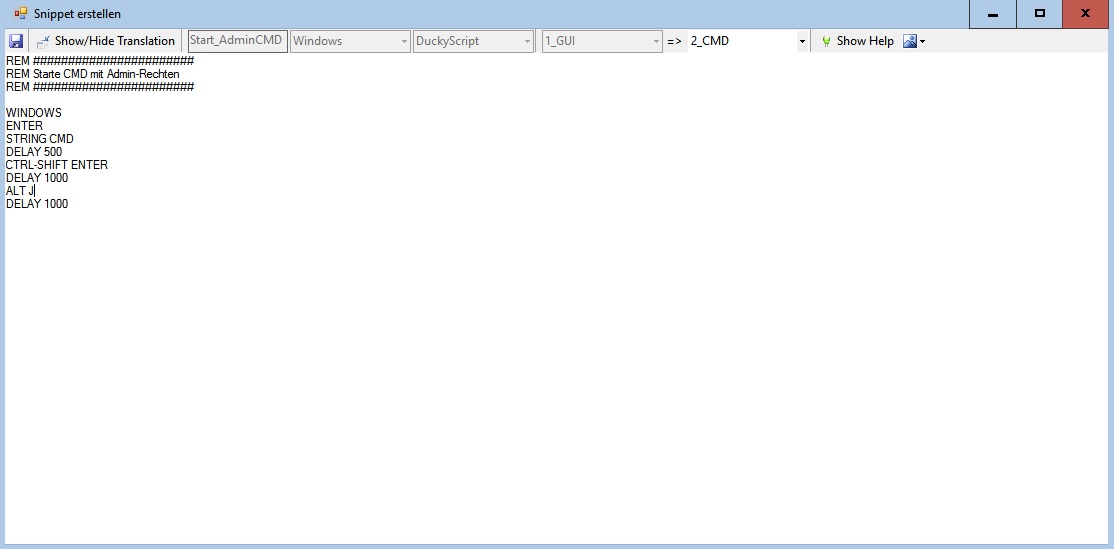 Snippet erstellen
Show/Hide Translation Start_AdminCMD Windows DuckyScript 1_GUI => 2_CMD Show Help
REM #######################
REM Starte CMD mit Admin-Rechten
REM #######################
WINDOWS
ENTER
STRING CMD
DELAY 500
CTRL-SHIFT ENTER
DELAY 1000
ALT J
DELAY 1000